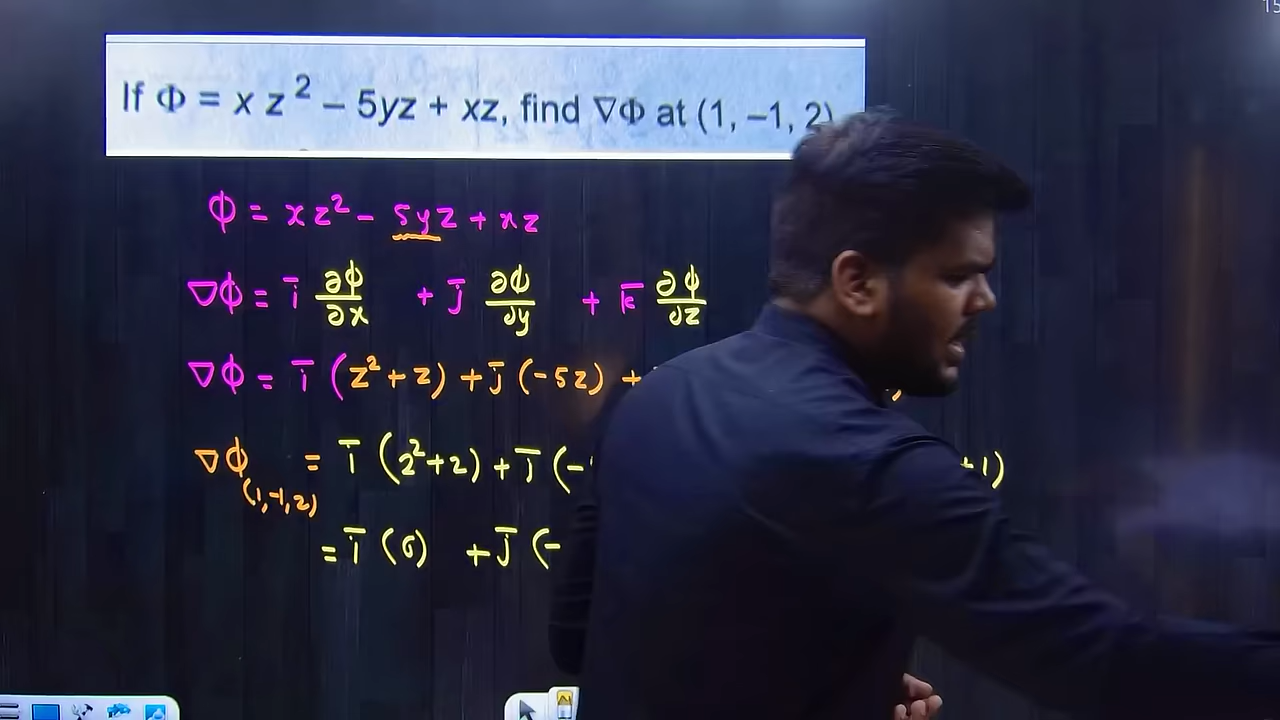 15
If Φ = x z² – 5yz + xz, find ∇Φ at (1, –1, 2)
ϕ = xz² - 5yz + xz
∇ϕ = i̅ ∂ϕ/∂x + j̅ ∂ϕ/∂y + k̅ ∂ϕ/∂z
∇ϕ = i̅ (z² + z) + j̅ (-5z) +
∇ϕ(1,-1,2) = i̅ (2² + 2) + j̅ (- +1)
= i̅ (6) + j̅ (-